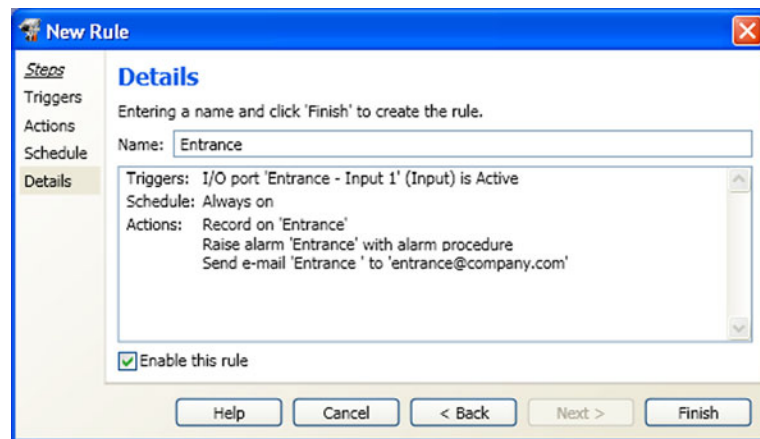 New Rule
Steps
Triggers
Actions
Schedule
Details
Details
Entering a name and click 'Finish' to create the rule.
Name: Entrance
Triggers: I/O port 'Entrance - Input 1' (Input) is Active
Schedule: Always on
Actions: Record on 'Entrance'
Raise alarm 'Entrance' with alarm procedure
Send e-mail 'Entrance ' to 'entrance@company.com'
Enable this rule
Help Cancel < Back Next > Finish